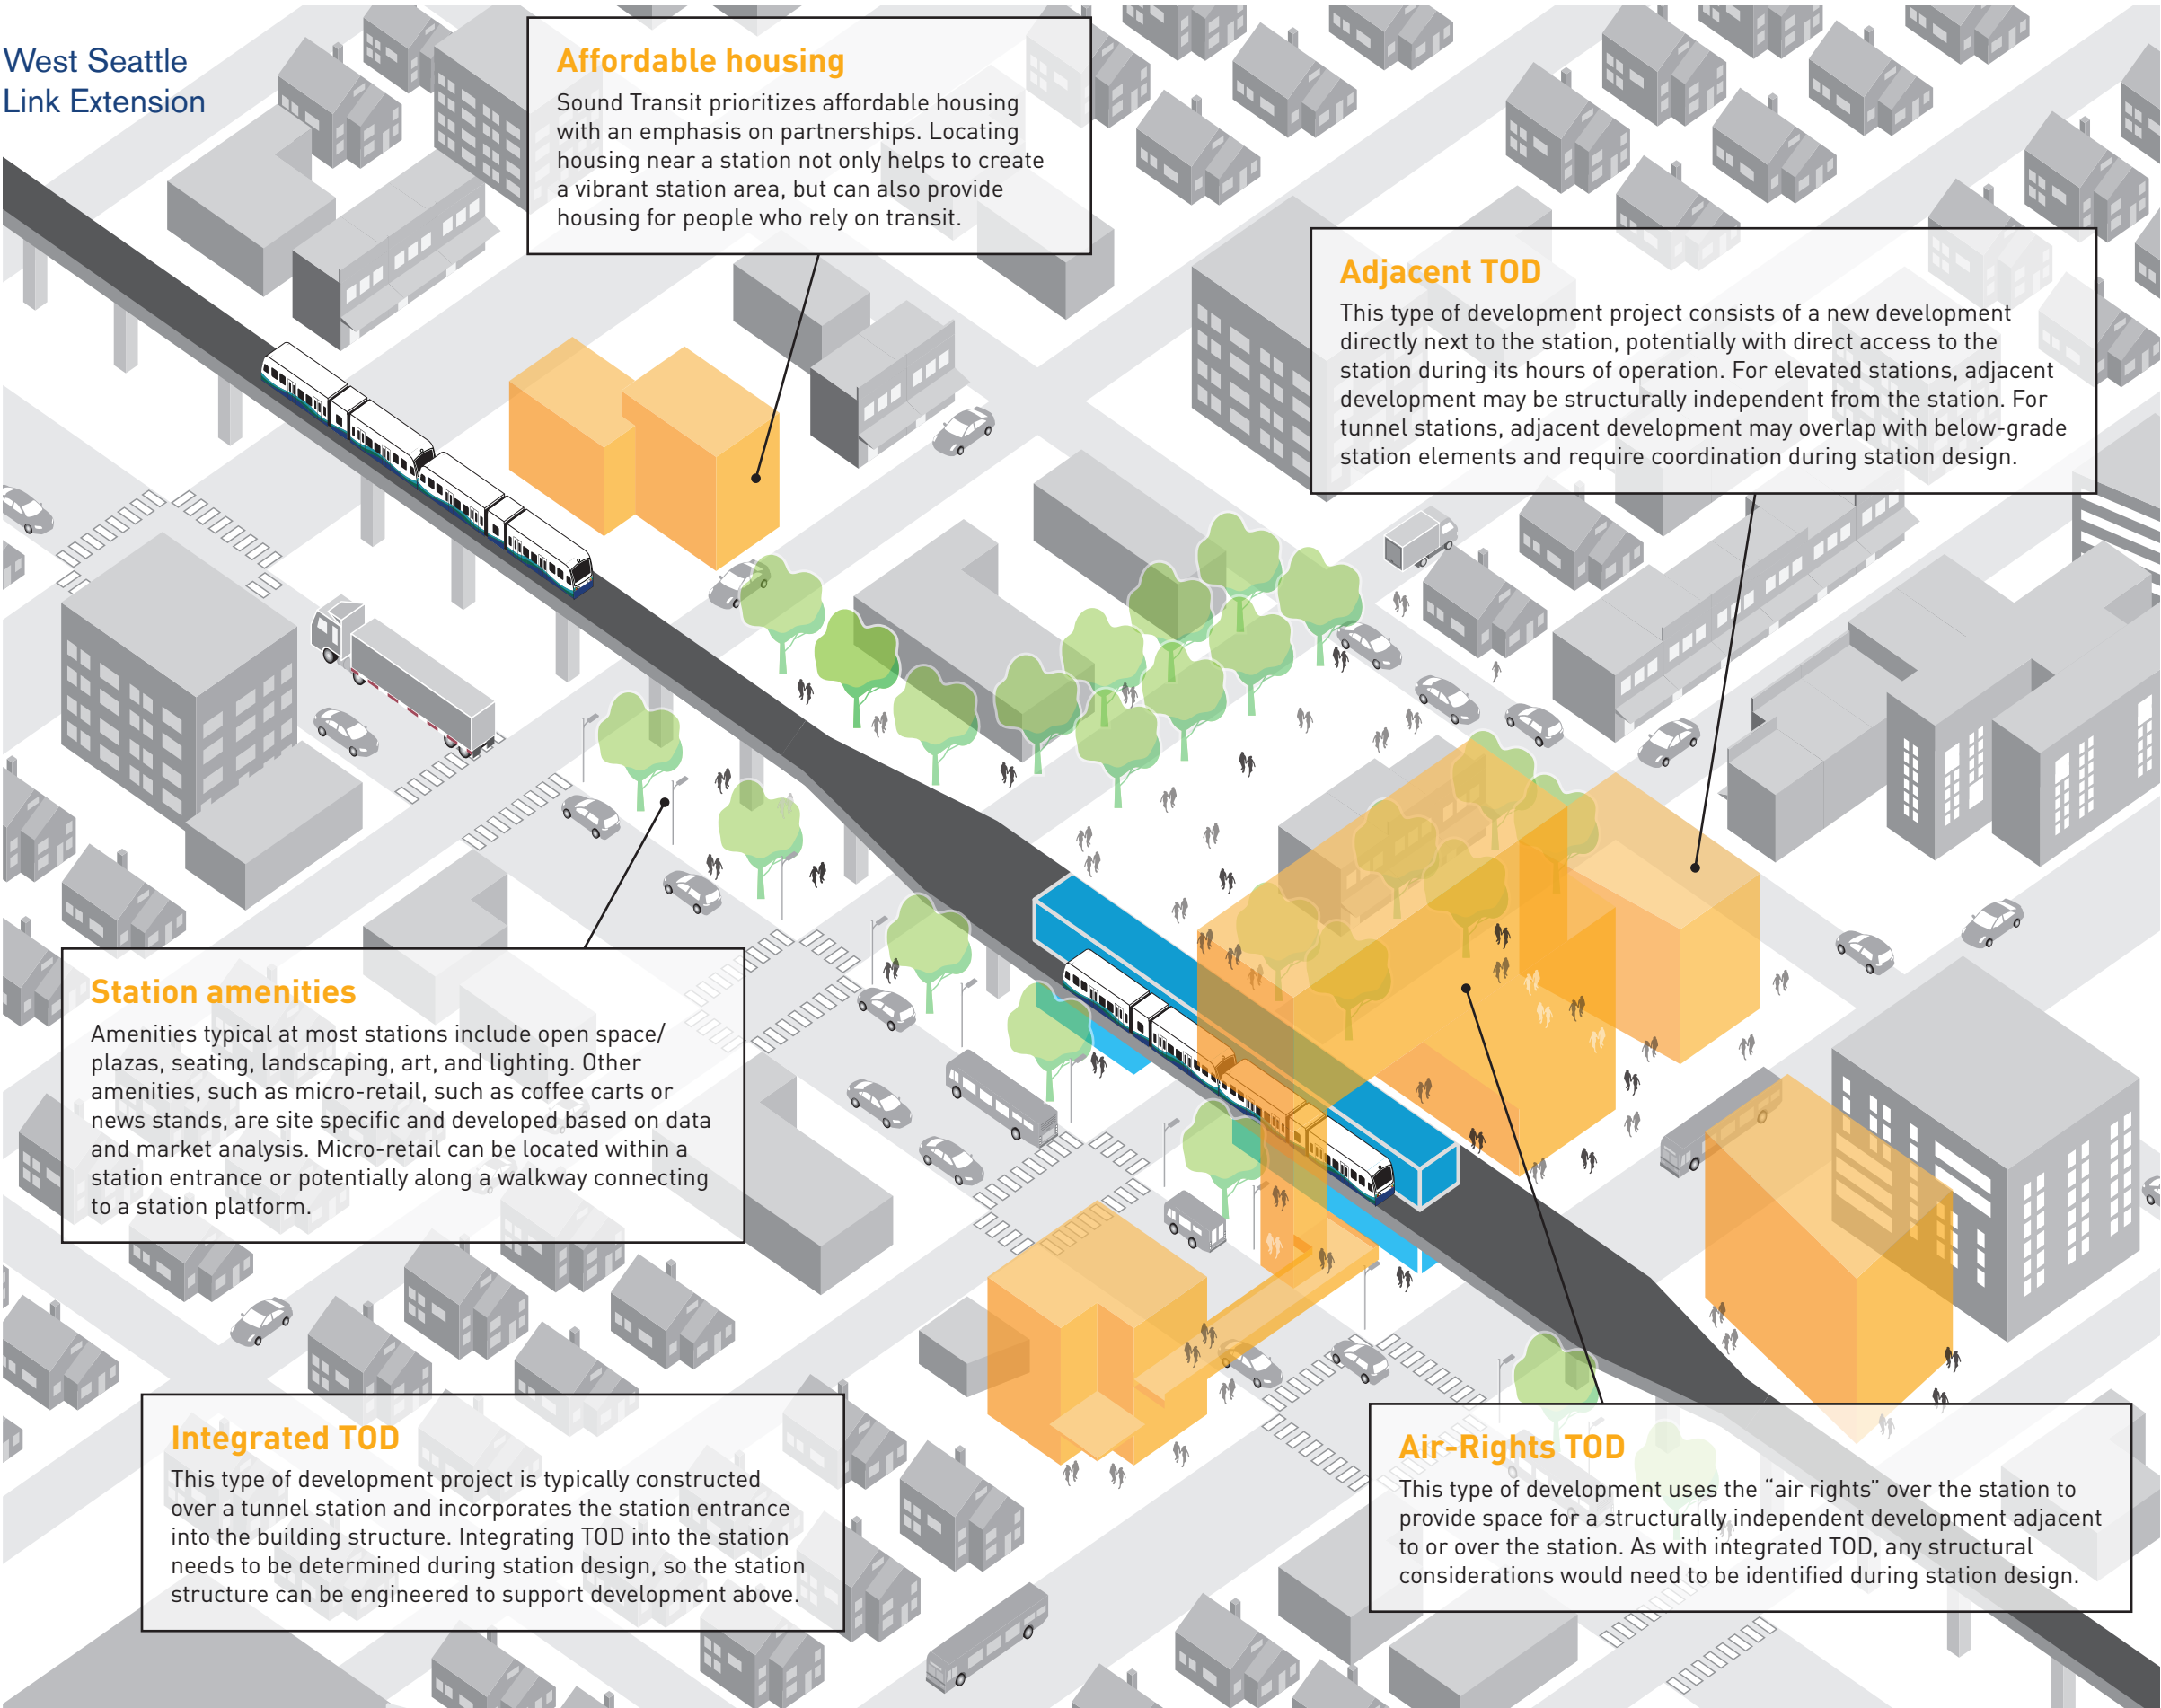 West Seattle
Link Extension
Affordable housing
Sound Transit prioritizes affordable housing
with an emphasis on partnerships. Locating
housing near a station not only helps to create
a vibrant station area, but can also provide
housing for people who rely on transit.
Adjacent TOD
This type of development project consists of a new development
directly next to the station, potentially with direct access to the
station during its hours of operation. For elevated stations, adjacent
development may be structurally independent from the station. For
tunnel stations, adjacent development may overlap with below-grade
station elements and require coordination during station design.
Station amenities
Amenities typical at most stations include open space/
plazas, seating, landscaping, art, and lighting. Other
amenities, such as micro-retail, such as coffee carts or
news stands, are site specific and developed based on data
and market analysis. Micro-retail can be located within a
station entrance or potentially along a walkway connecting
to a station platform.
Integrated TOD
This type of development project is typically constructed
over a tunnel station and incorporates the station entrance
into the building structure. Integrating TOD into the station
needs to be determined during station design, so the station
structure can be engineered to support development above.
Air-Rights TOD
This type of development uses the “air rights” over the station to
provide space for a structurally independent development adjacent
to or over the station. As with integrated TOD, any structural
considerations would need to be identified during station design.